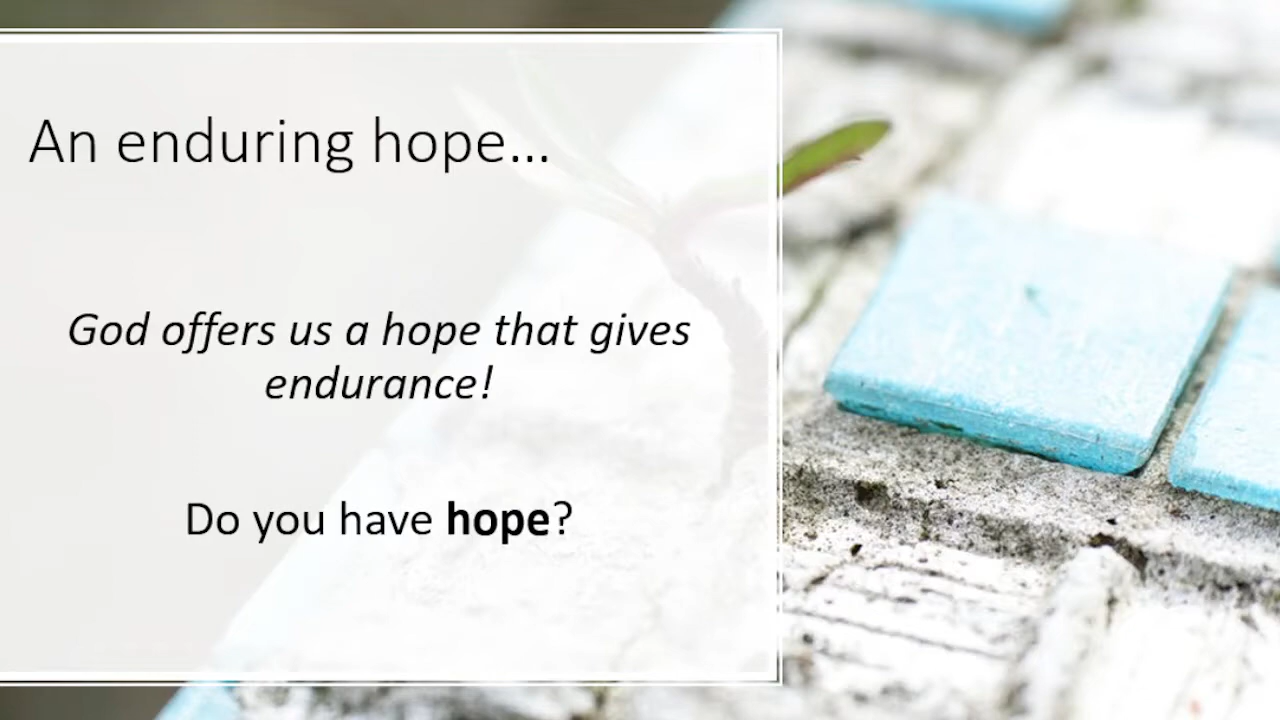 An enduring hope...
God offers us a hope that gives
endurance!
Do you have hope?